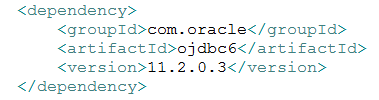 <dependency>
    <groupId>com.oracle</groupId>
    <artifactId>ojdbc6</artifactId>
    <version>11.2.0.3</version>
</dependency>